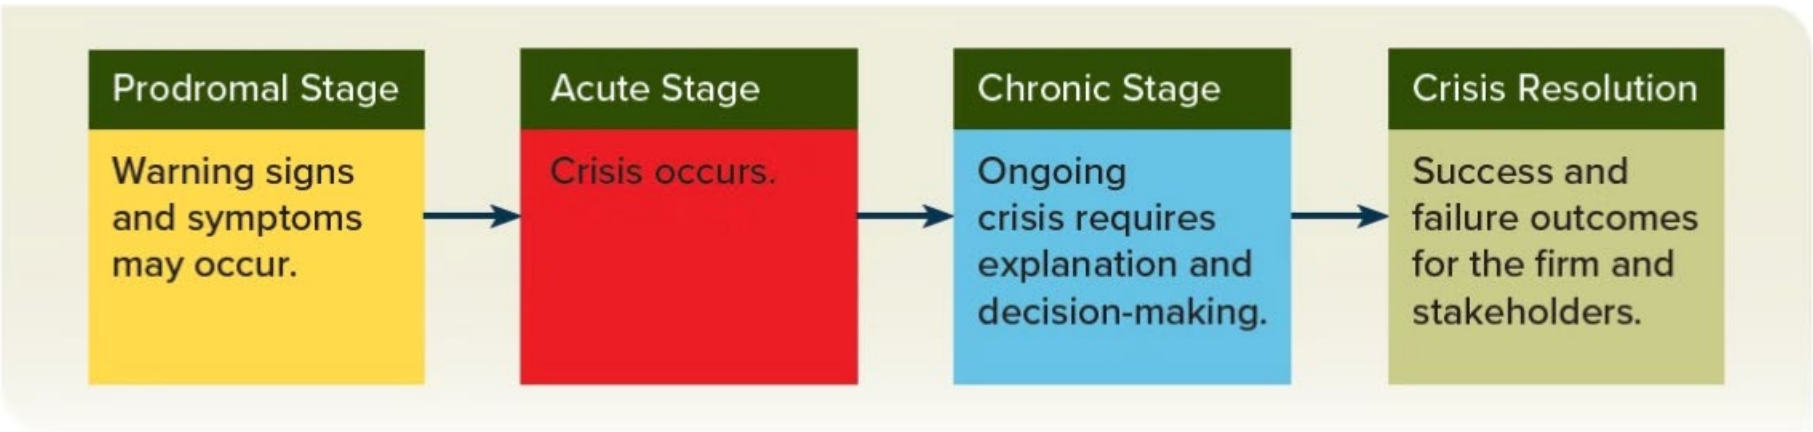 Prodromal Stage
Warning signs
and symptoms
may occur.
Acute Stage
Crisis occurs.
Chronic Stage
Ongoing
crisis requires
explanation and
decision-making.
Crisis Resolution
Success and
failure outcomes
for the firm and
stakeholders.